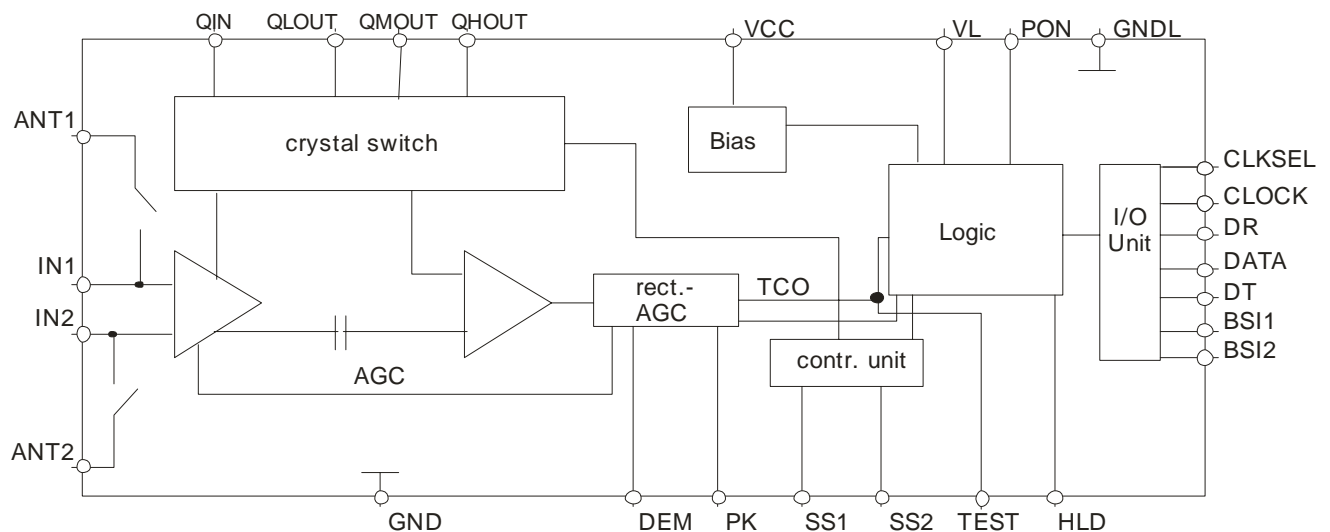 QIN QLOUT QMOUT QHOUT VCC VL PON GNDL
ANT1
crystal switch
Bias
CLKSEL
CLOCK
I/O
Unit
DR
Logic
IN1
DATA
rect.-
AGC
TCO
DT
IN2
BSI1
BSI2
contr. unit
AGC
ANT2
GND DEM PK SS1 SS2 TEST HLD